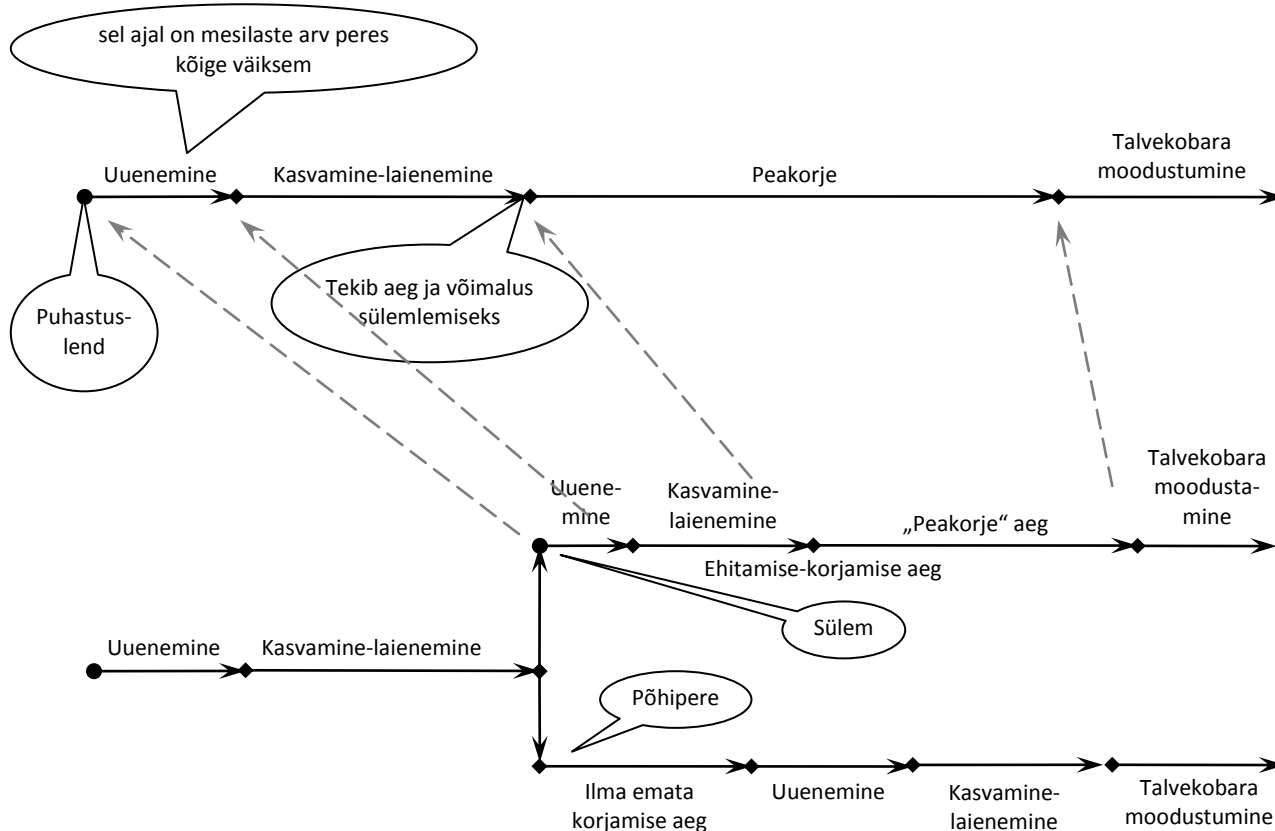 sel ajal on mesilaste arv peres
kõige väiksem
Uuenemine
Kasvamine-laienemine
Peakorje
Talvekobara
moodustumine
Puhastus-
lend
Tekib aeg ja võimalus
sülemlemiseks
Uuene-
mine
Kasvamine-
laienemine
„Peakorje“ aeg
Talvekobara
moodusta-
mine
Ehitamise-korjamise aeg
Sülem
Uuenemine
Kasvamine-laienemine
Põhipere
Ilma emata
korjamise aeg
Uuenemine
Kasvamine-
laienemine
Talvekobara
moodustumine